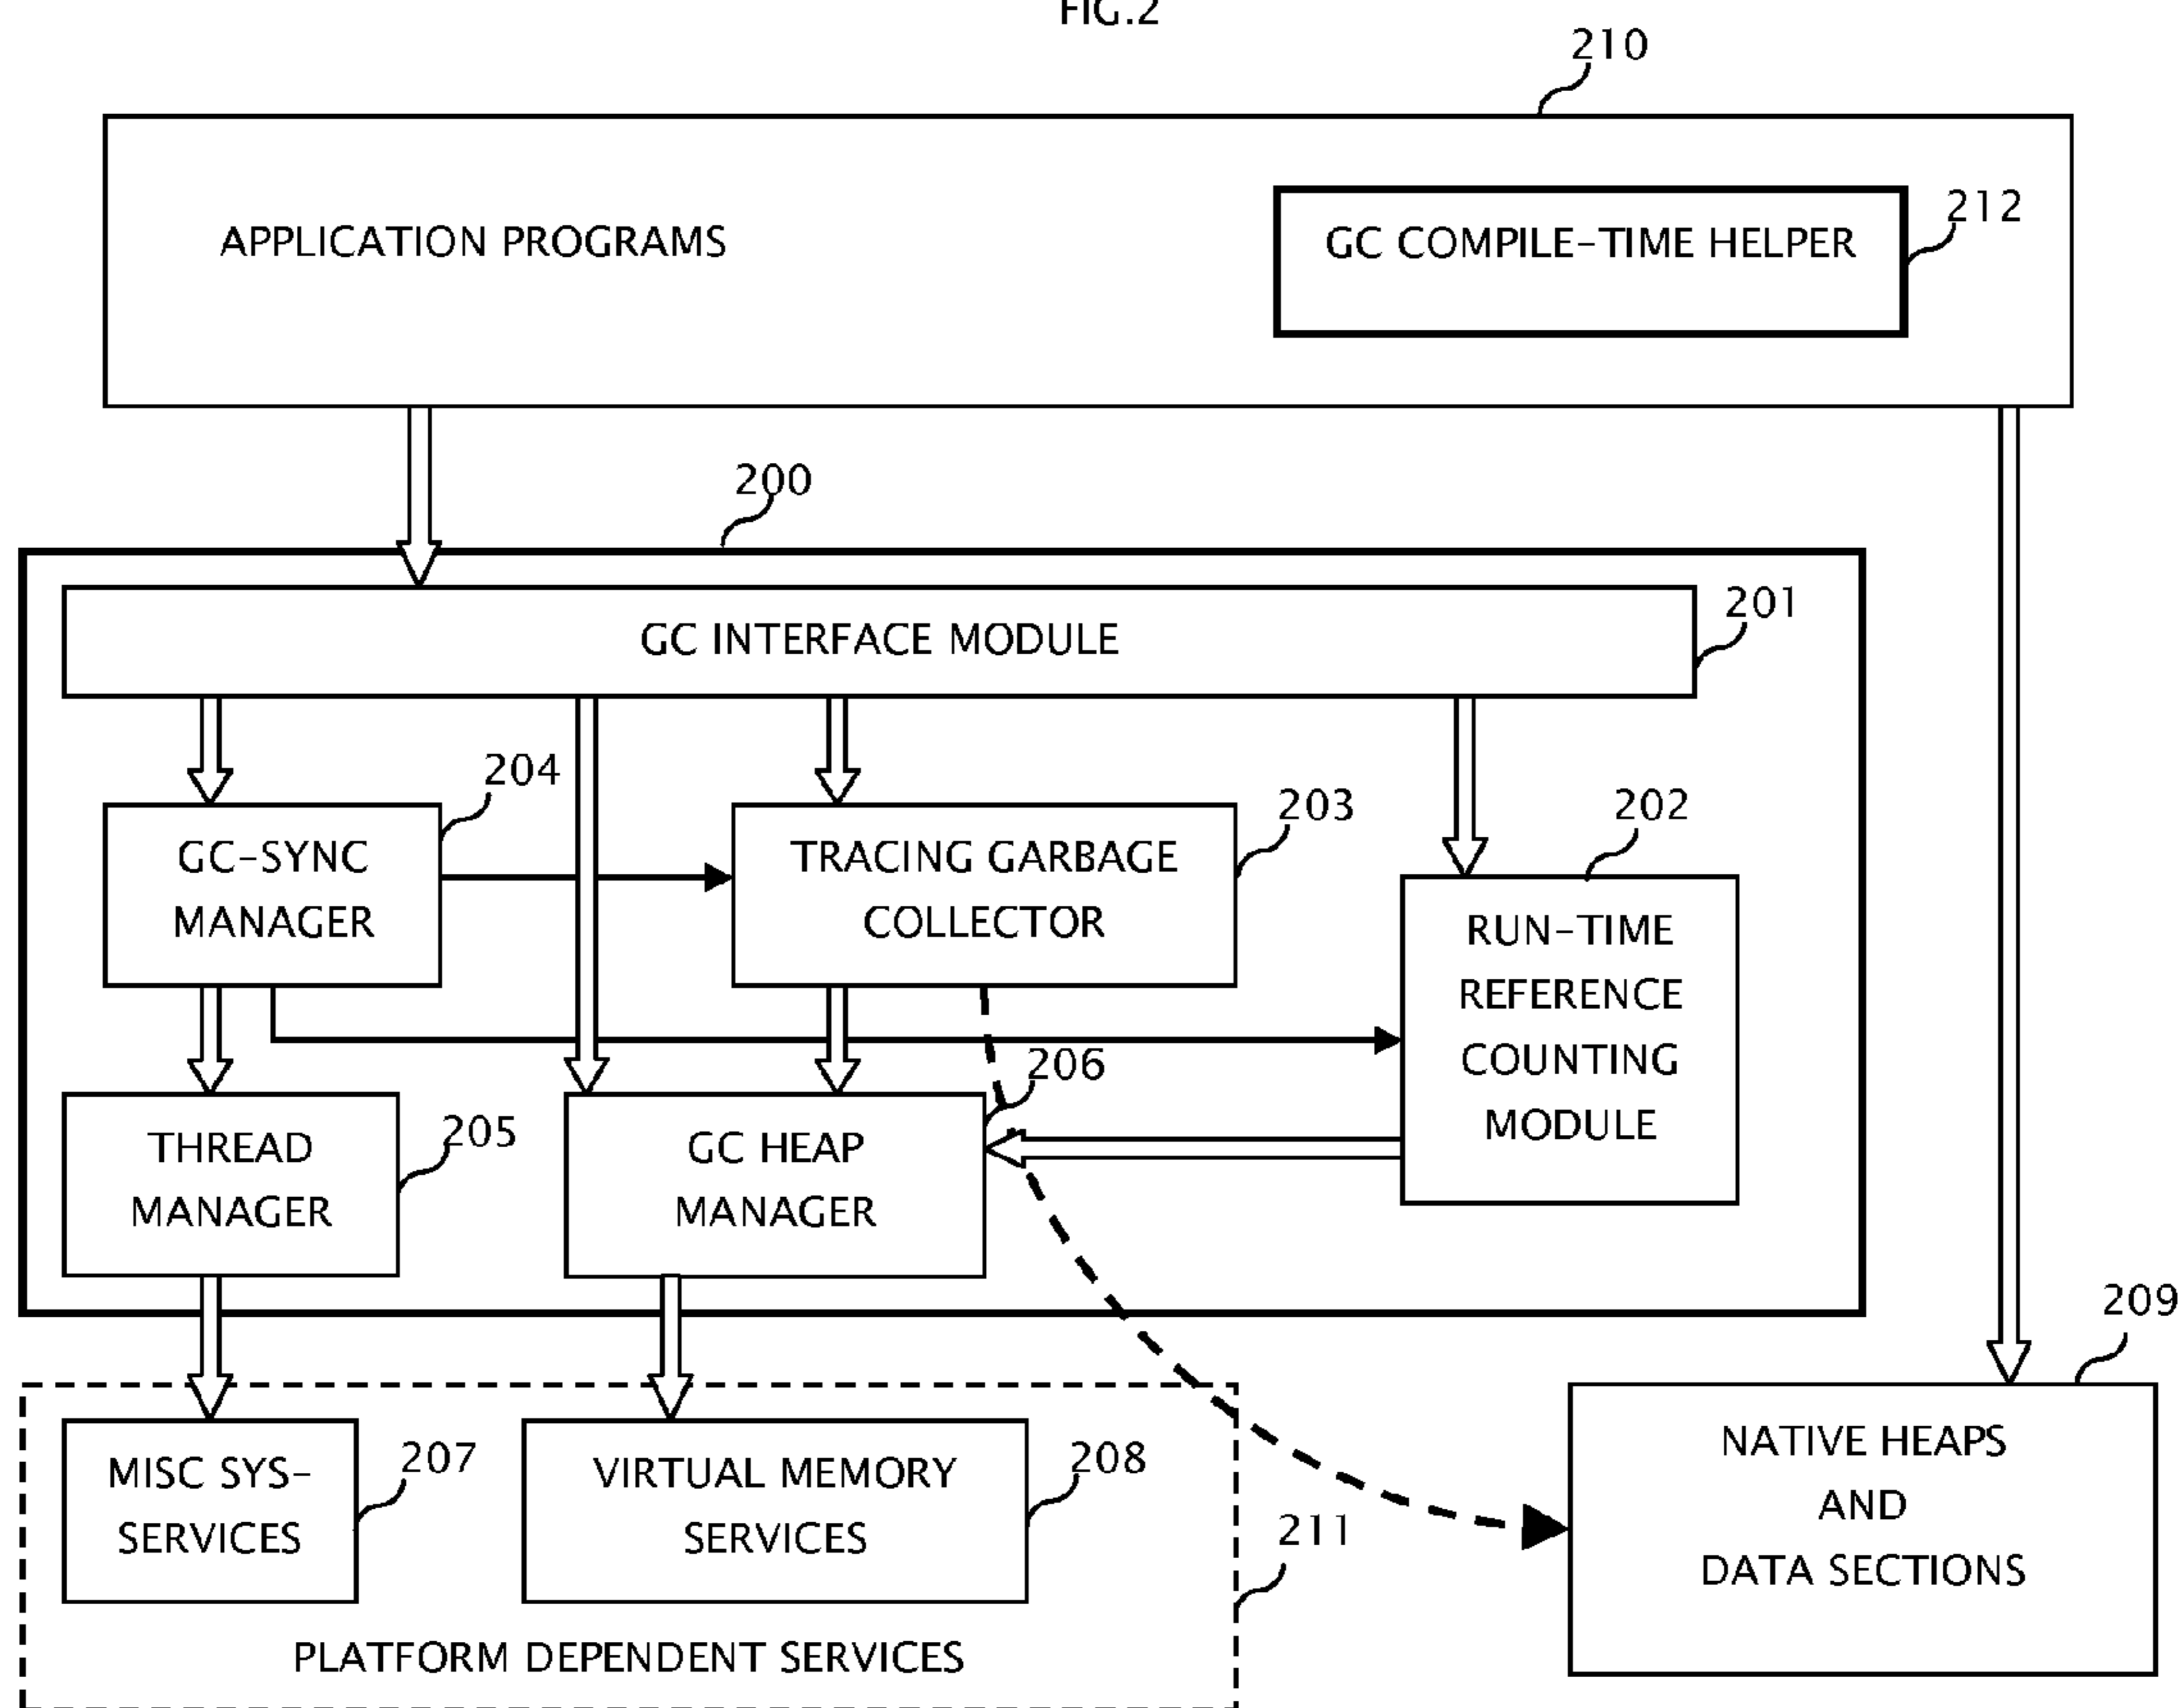 FIG.2
210
212
APPLICATION PROGRAMS
GC COMPILE-TIME HELPER
200
201
GC INTERFACE MODULE
204
203
202
GC-SYNC
MANAGER
TRACING GARBAGE
COLLECTOR
RUN-TIME
REFERENCE
COUNTING
MODULE
206
205
THREAD
MANAGER
GC HEAP
MANAGER
209
207
208
211
MISC SYS-
SERVICES
VIRTUAL MEMORY
SERVICES
NATIVE HEAPS
AND
DATA SECTIONS
PLATFORM DEPENDENT SERVICES